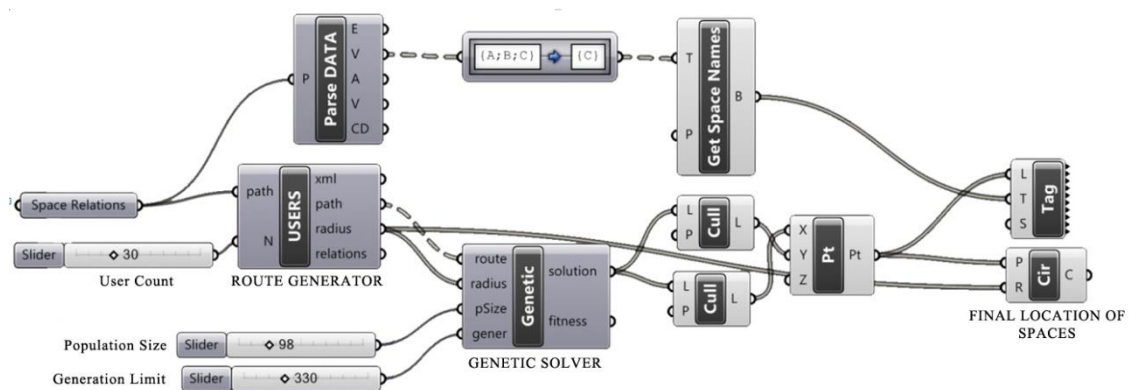 Parse DATA
P
E
V
A
V
CD
{A;B;C}
{C}
Get Space Names
T
P
B
Space Relations
USERS
path
N
xml
path
radius
relations
Slider
30
User Count
ROUTE GENERATOR
Genetic
route
radius
pSize
gener
solution
fitness
GENETIC SOLVER
Population Size
Slider
98
Generation Limit
Slider
330
Cull
L
P
L
Cull
L
P
L
Pt
X
Y
Z
Pt
Tag
L
T
S
Cir
P
R
C
FINAL LOCATION OF
SPACES